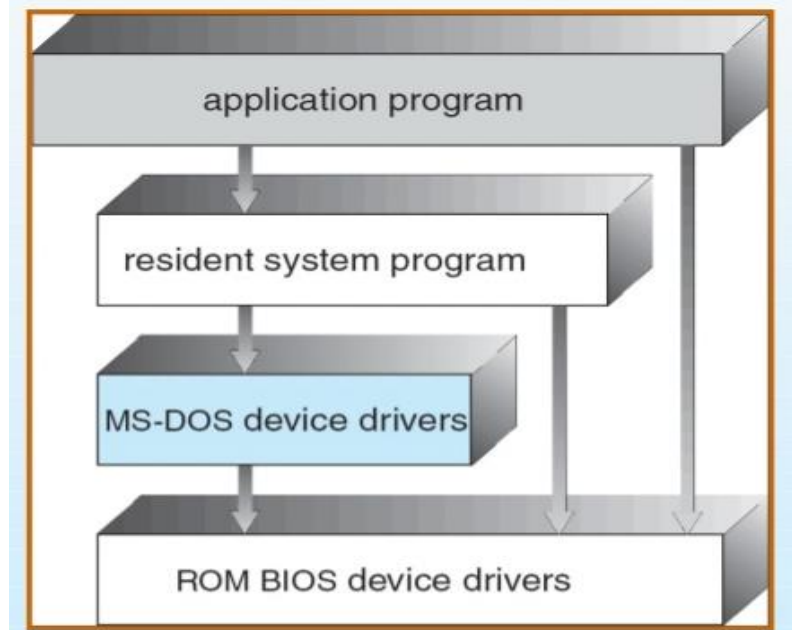 application program
resident system program
MS-DOS device drivers
ROM BIOS device drivers